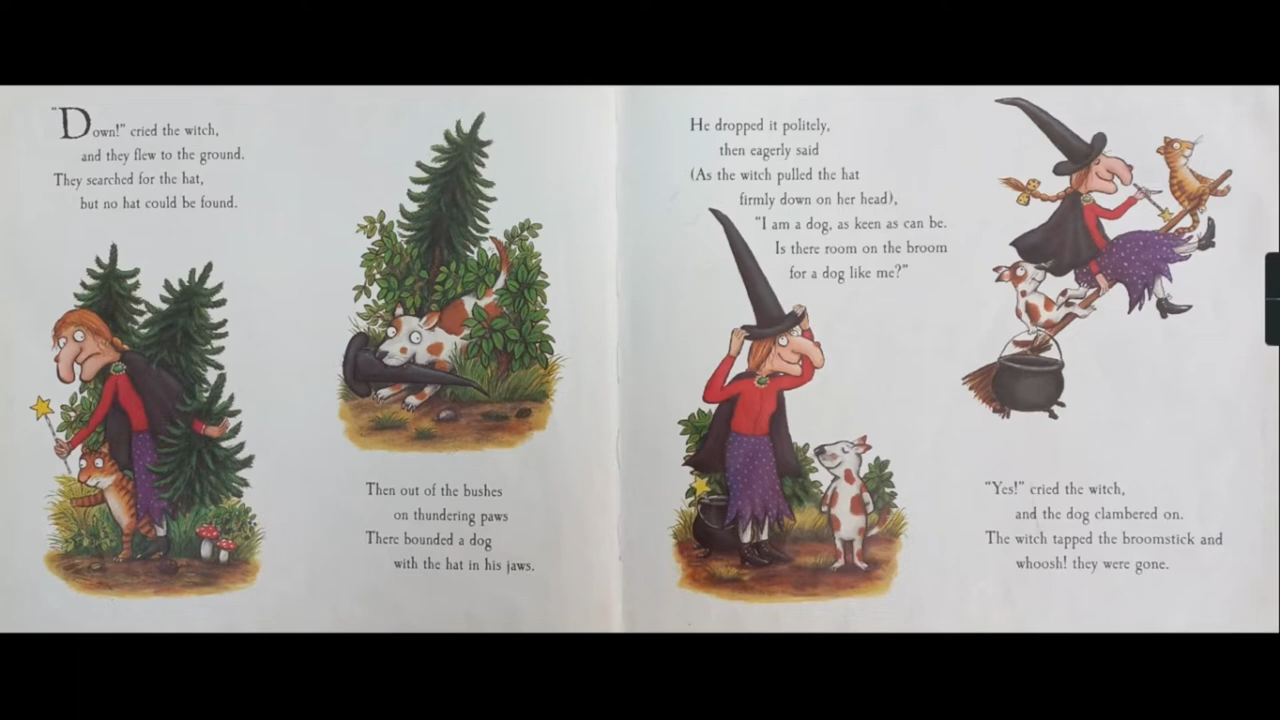 "Down!" cried the witch,
and they flew to the ground.
They searched for the hat,
but no hat could be found.
Then out of the bushes
on thundering paws
There bounded a dog
with the hat in his jaws.
He dropped it politely,
then eagerly said
(As the witch pulled the hat
firmly down on her head),
"I am a dog, as keen as can be.
Is there room on the broom
for a dog like me?"
"Yes!" cried the witch,
and the dog clambered on.
The witch tapped the broomstick and
whoosh! they were gone.